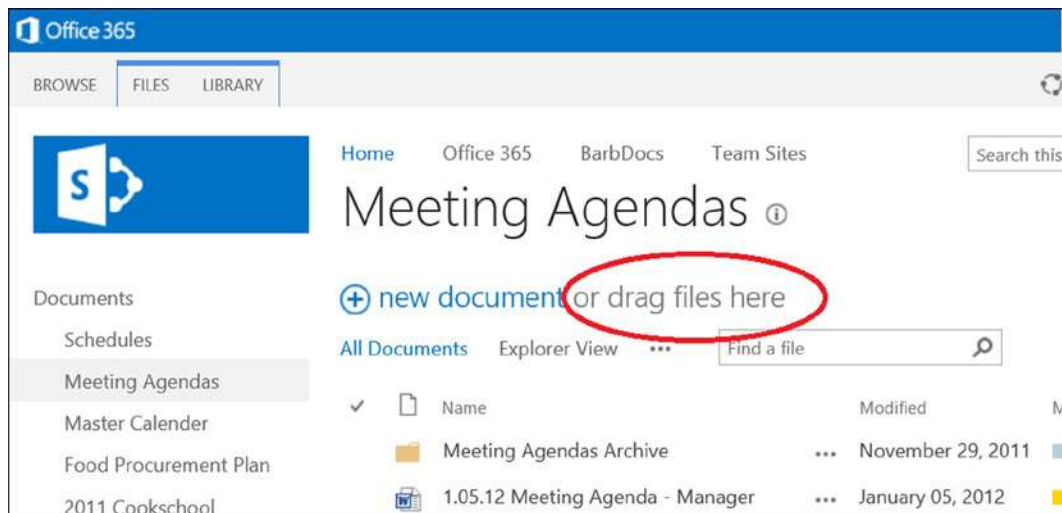 Office 365
BROWSE FILES LIBRARY
S
Home Office 365 BarbDocs Team Sites Search this
Meeting Agendas
new document or drag files here
Documents
Schedules
Meeting Agendas
Master Calender
Food Procurement Plan
2011 Cookschool
All Documents Explorer View ... Find a file
Name Modified M
Meeting Agendas Archive ... November 29, 2011
1.05.12 Meeting Agenda - Manager ... January 05, 2012